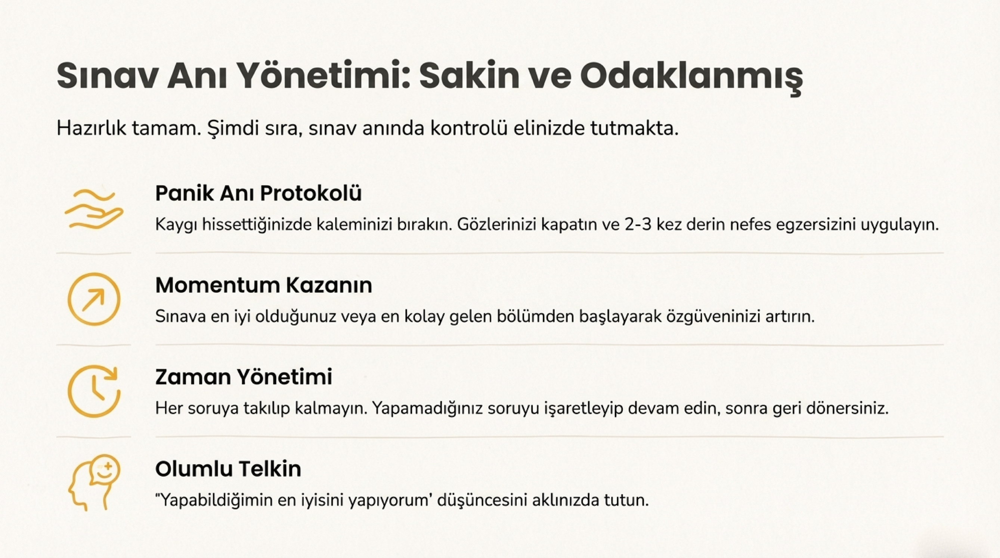 Sınav Anı Yönetimi: Sakin ve Odaklanmış
Hazırlık tamam. Şimdi sıra, sınav anında kontrolü elinizde tutmakta.
Panik Anı Protokolü
Kaygı hissettiğinizde kaleminizi bırakın. Gözlerinizi kapatın ve 2-3 kez derin nefes egzersizini uygulayın.
Momentum Kazanın
Sınava en iyi olduğunuz veya en kolay gelen bölümden başlayarak özgüveninizi artırın.
Zaman Yönetimi
Her soruya takılıp kalmayın. Yapamadığınız soruyu işaretleyip devam edin, sonra geri dönersiniz.
Olumlu Telkin
"Yapabildiğimin en iyisini yapıyorum’ düşüncesini aklınızda tutun.